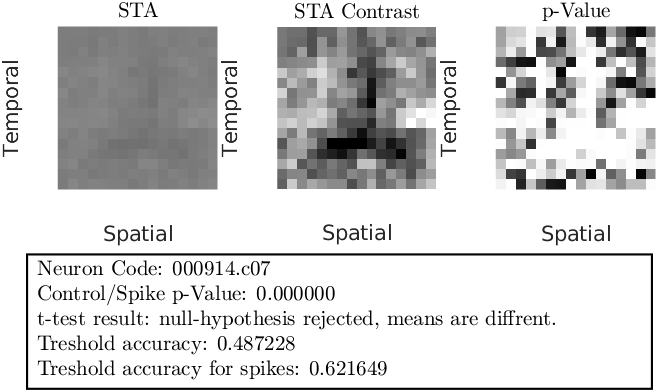 STA
STA Contrast
p-Value
Temporal
Temporal
Temporal
Spatial
Spatial
Spatial
Neuron Code: 000914.c07
Control/Spike p-Value: 0.000000
t-test result: null-hypothesis rejected, means are diffrent.
Treshold accuracy: 0.487228
Treshold accuracy for spikes: 0.621649